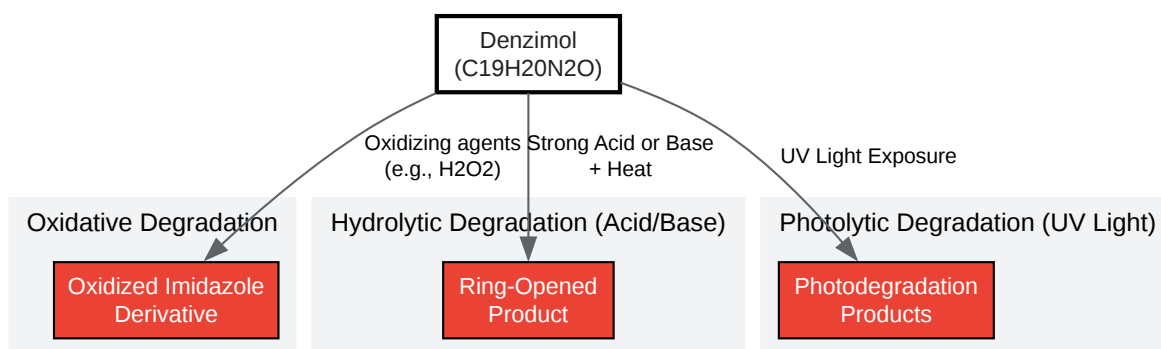 Denzimol
(C19H20N2O)
Oxidizing agents
(e.g., H2O2)
Strong Acid or Base
+ Heat
UV Light Exposure
Oxidative Degradation
Hydrolytic Degradation (Acid/Base)
Photolytic Degradation (UV Light)
Oxidized Imidazole
Derivative
Ring-Opened
Product
Photodegradation
Products